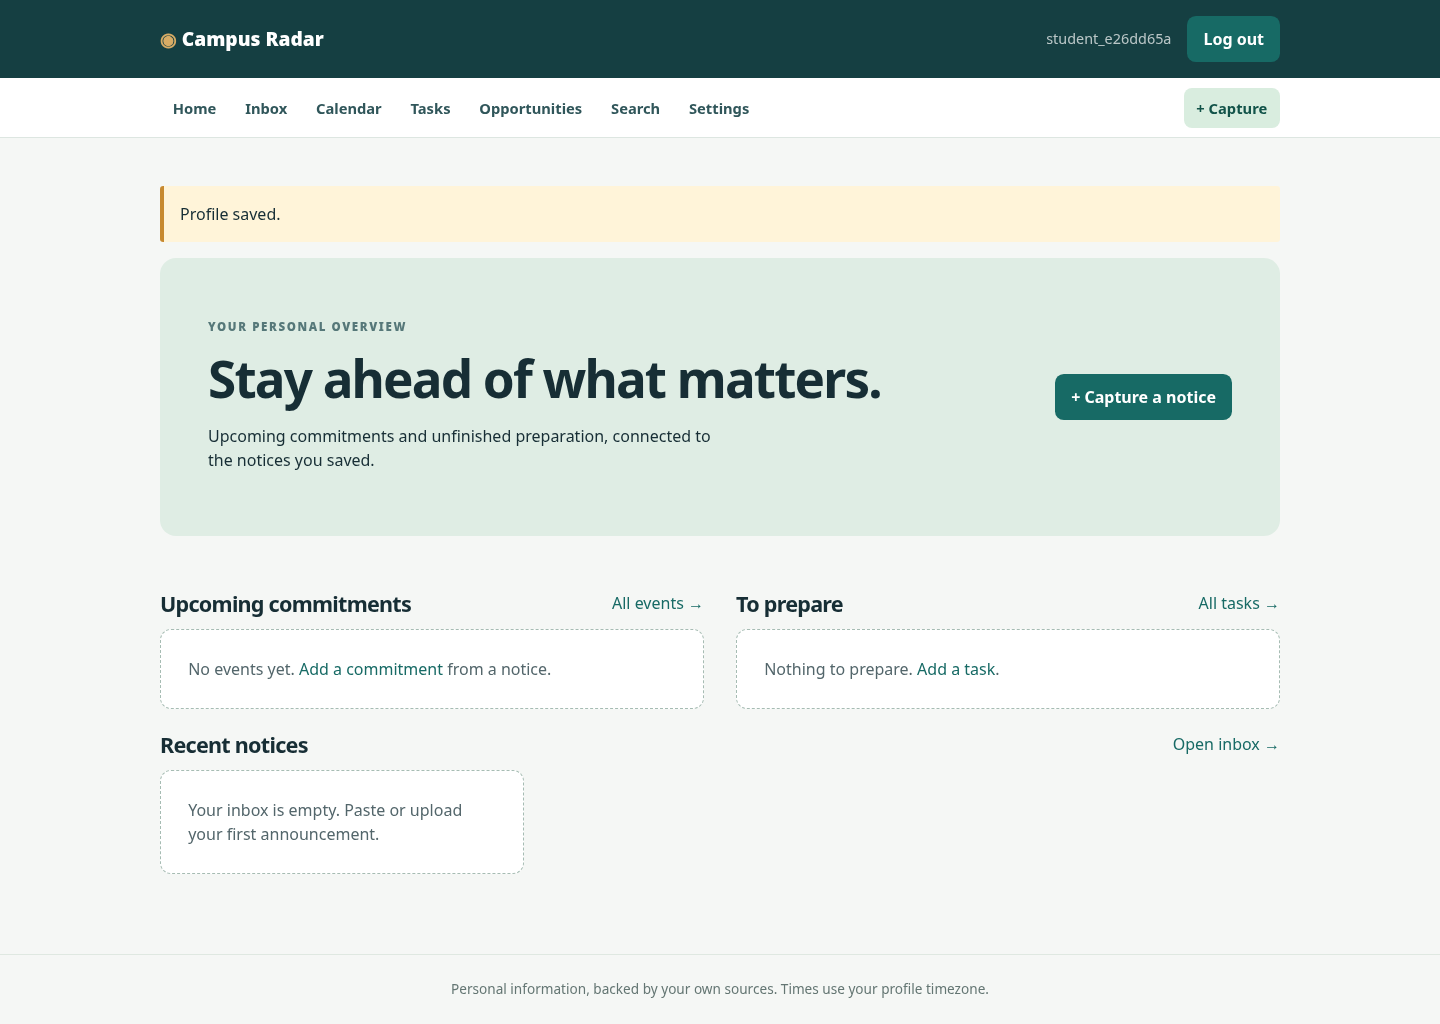 ◉ Campus Radar
student_e26dd65a
Log out
Home
Inbox
Calendar
Tasks
Opportunities
Search
Settings
+ Capture
Profile saved.
YOUR PERSONAL OVERVIEW
Stay ahead of what matters.
Upcoming commitments and unfinished preparation, connected to
the notices you saved.
+ Capture a notice
Upcoming commitments
All events →
No events yet. Add a commitment from a notice.
To prepare
All tasks →
Nothing to prepare. Add a task.
Recent notices
Open inbox →
Your inbox is empty. Paste or upload
your first announcement.
Personal information, backed by your own sources. Times use your profile timezone.